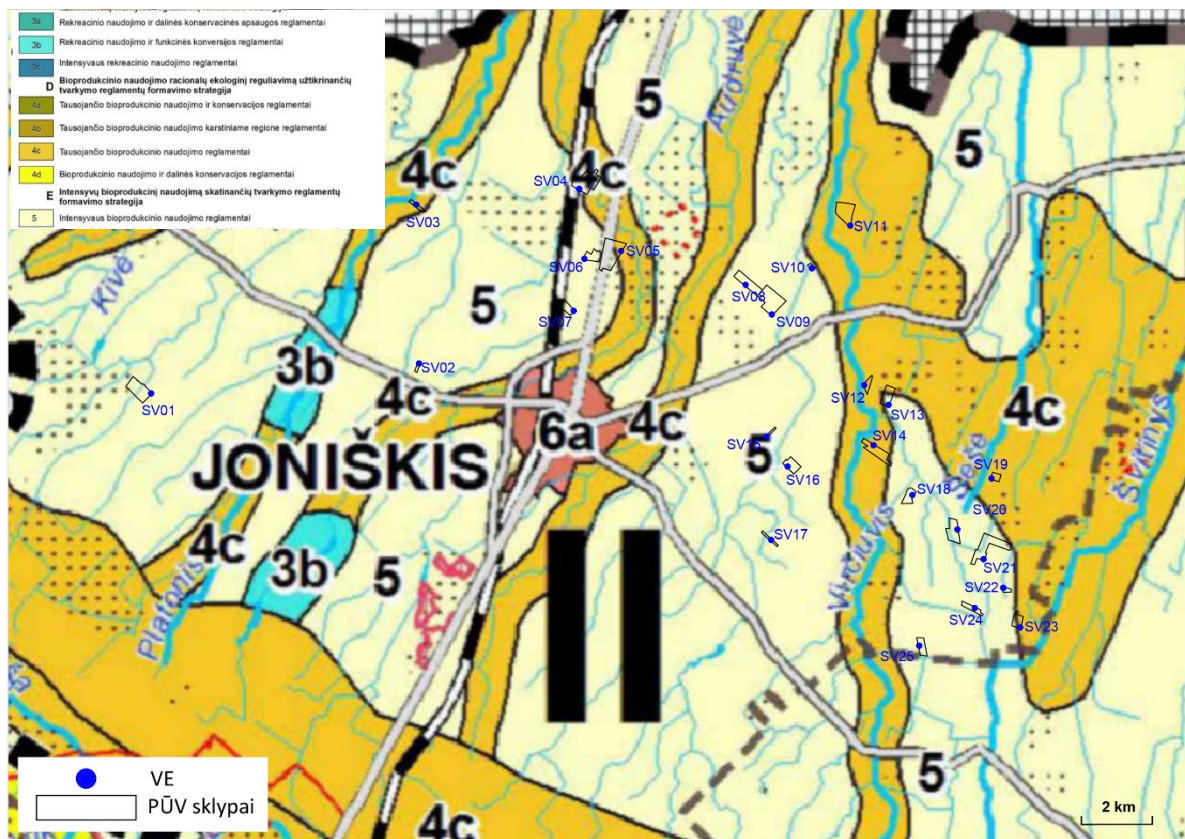 3a Rekreacinio naudojimo ir dalinės konservacinės apsaugos reglamentai
3b Rekreacinio naudojimo ir funkcinės konversijos reglamentai
3c Intensyvaus rekreacinio naudojimo reglamentai
D Bioprodukcinio naudojimo racionalų ekologinį reguliavimą užtikrinančių
tvarkymo reglamentų formavimo strategija
4a Tausojančio bioprodukcinio naudojimo ir konservacijos reglamentai
4b Tausojančio bioprodukcinio naudojimo karstiniame regione reglamentai
4c Tausojančio bioprodukcinio naudojimo reglamentai
4d Bioprodukcinio naudojimo ir dalinės konservacijos reglamentai
E Intensyvų bioprodukcinį naudojimą skatinančių tvarkymo reglamentų
formavimo strategija
5 Intensyvaus bioprodukcinio naudojimo reglamentai
5
Audruvė
5
4c
4c
SV04
SV03
SV11
SV05
SV06
SV10
Kivė
SV08
5
SV07
SV09
3b
SV02
SV01
4c
SV12
SV13
4c
4c
6a
5
SV15
SV14
JONIŠKIS
SV16
Sesė
SV19
Švitinys
SV18
SV20
4c
3b
5
SV17
Virčiuvis
SV21
Platonis
SV22
SV24
SV23
SV25
II
5
VE
PŪV sklypai
4c
2 km